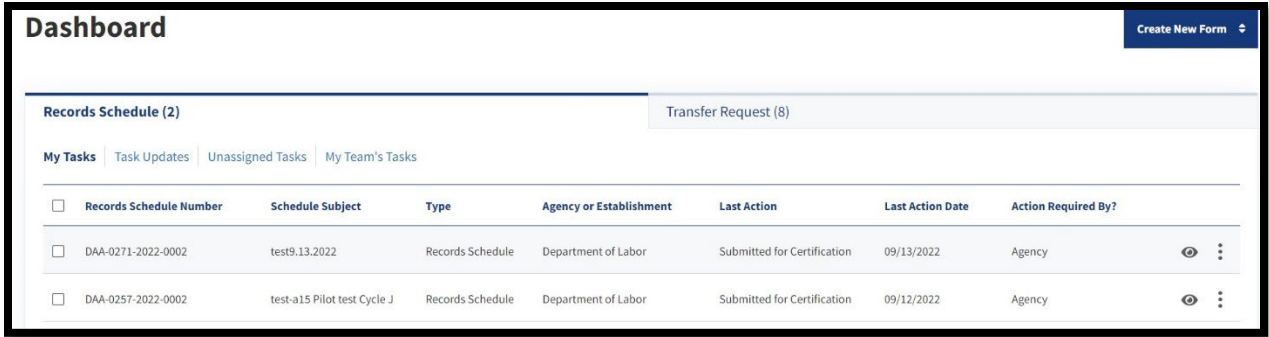 Dashboard
Create New Form
Records Schedule (2)
Transfer Request (8)
My Tasks Task Updates Unassigned Tasks My Team's Tasks
Records Schedule Number Schedule Subject Type Agency or Establishment Last Action Last Action Date Action Required By?
DAA-0271-2022-0002 test9.13.2022 Records Schedule Department of Labor Submitted for Certification 09/13/2022 Agency
DAA-0257-2022-0002 test-a15 Pilot test Cycle J Records Schedule Department of Labor Submitted for Certification 09/12/2022 Agency